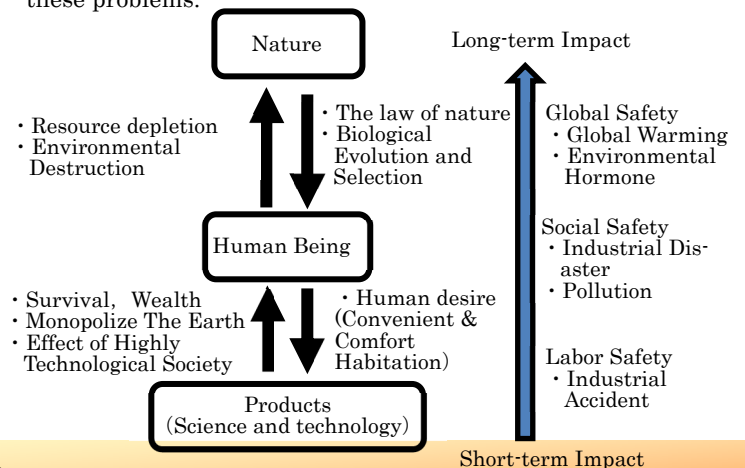 these problems.
Nature
Long-term Impact
・Resource depletion
・Environmental
Destruction
・The law of nature
・Biological
Evolution and
Selection
Global Safety
・Global Warming
・Environmental
Hormone
Human Being
Social Safety
・Industrial Dis-
aster
・Pollution
・Survival, Wealth
・Monopolize The Earth
・Effect of Highly
Technological Society
・Human desire
(Convenient &
Comfort
Habitation)
Labor Safety
・Industrial
Accident
Products
(Science and technology)
Short-term Impact